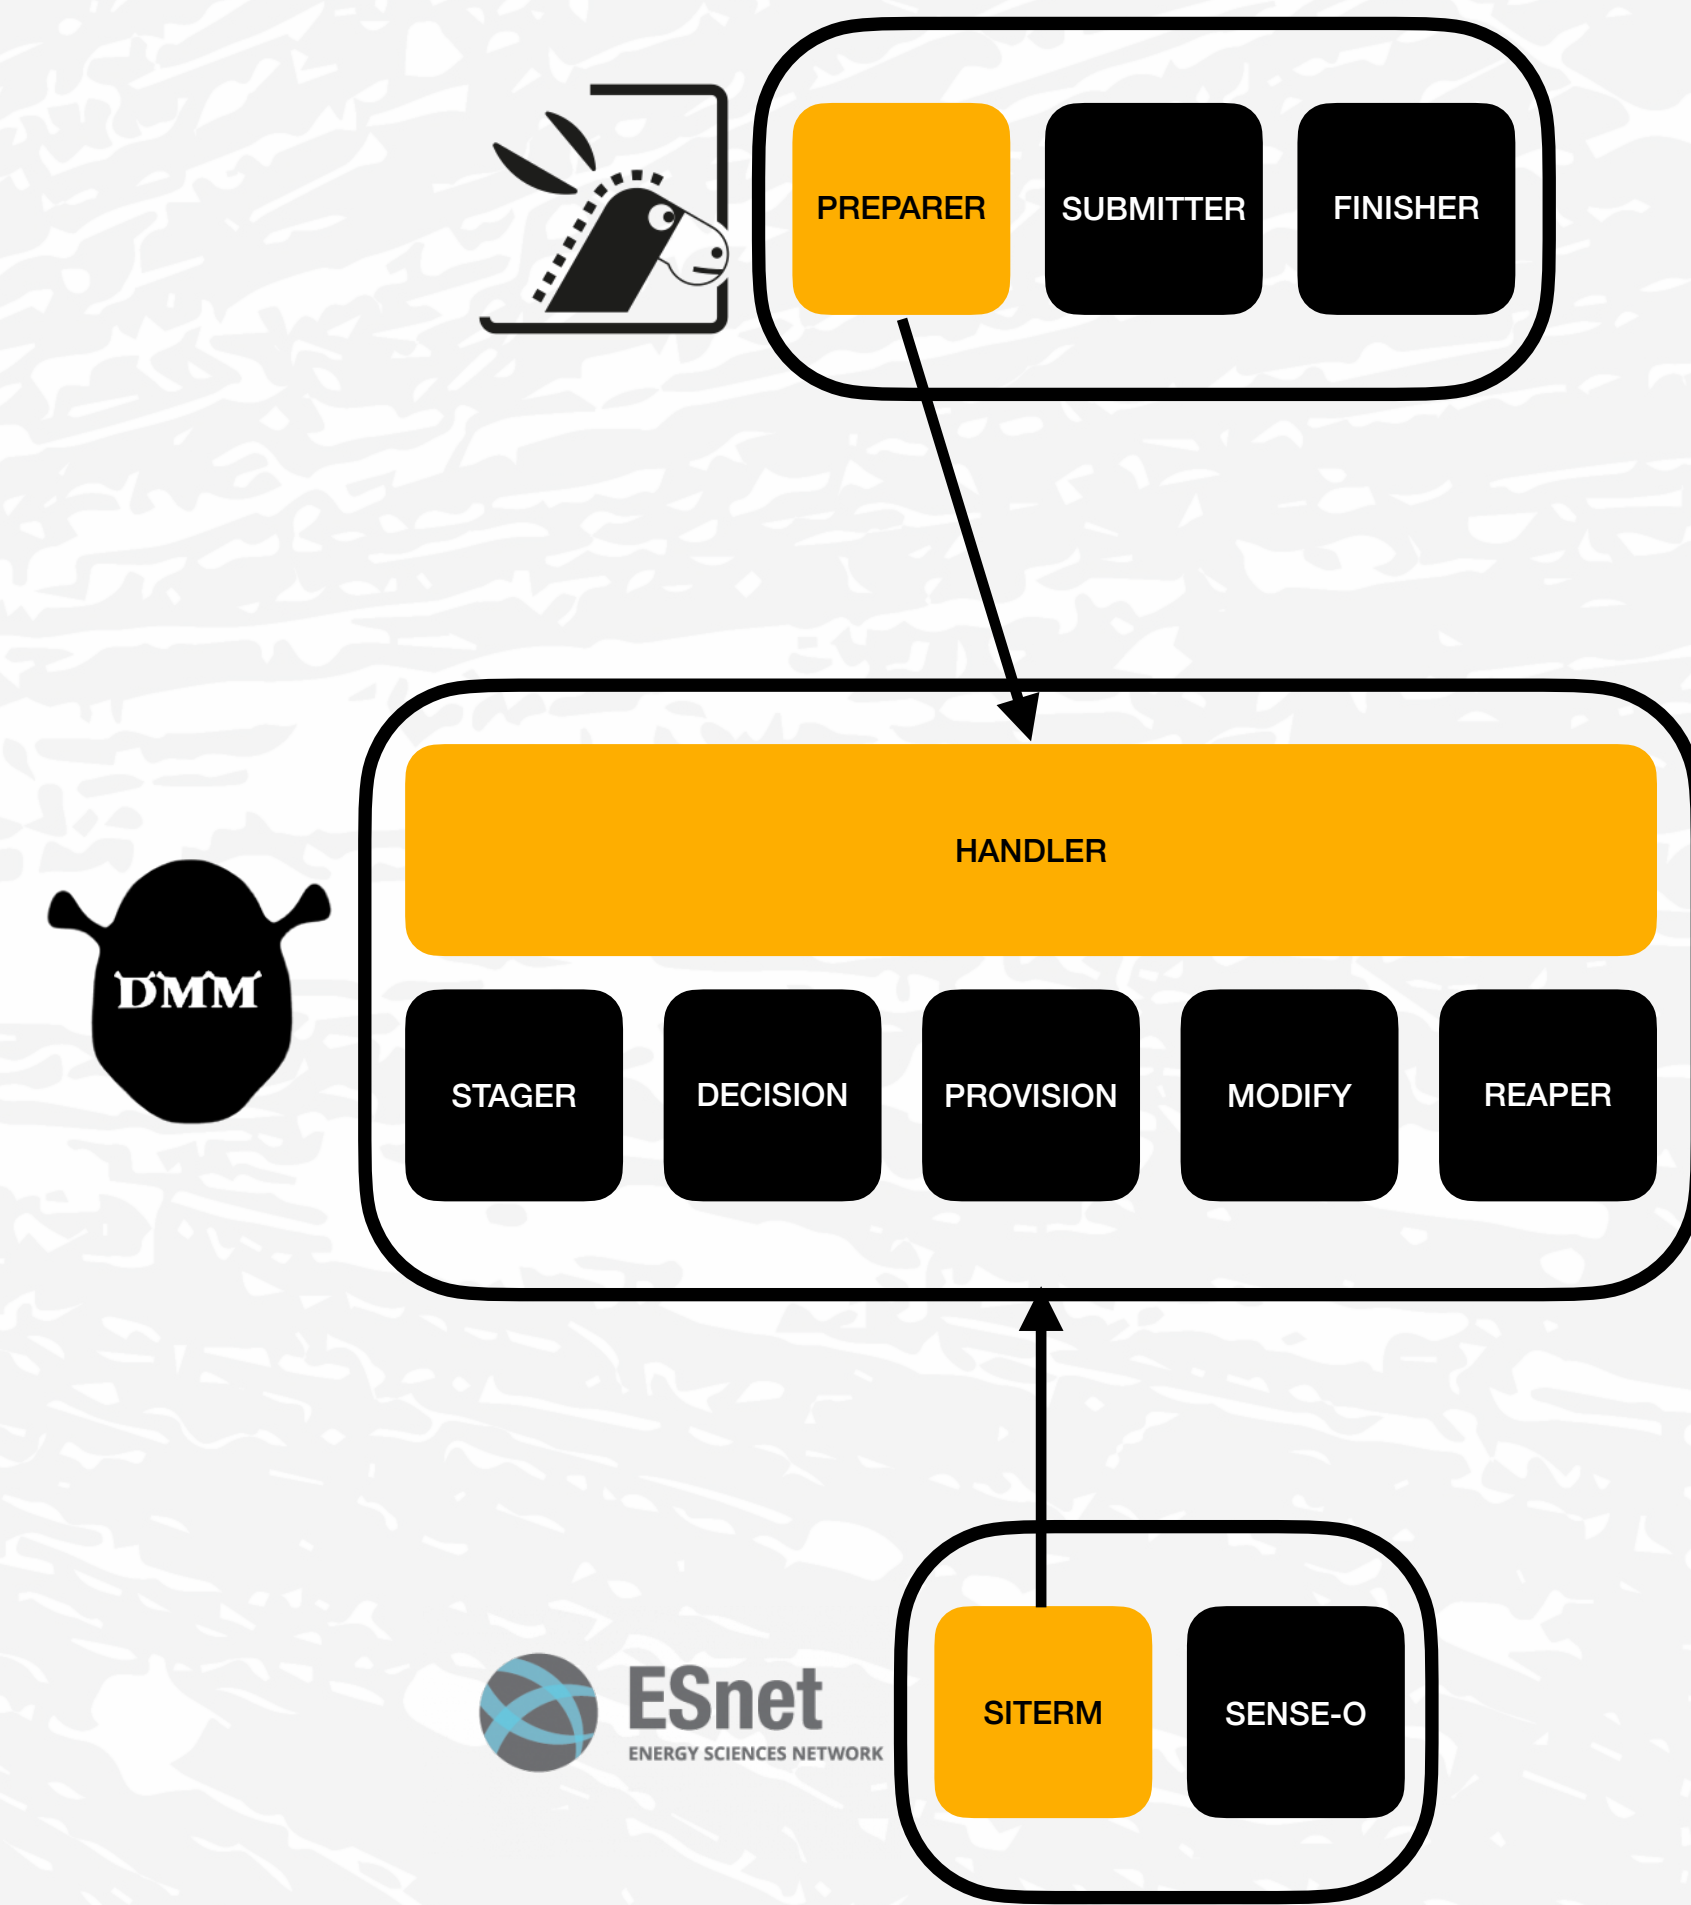 PREPARER
SUBMITTER
FINISHER
HANDLER
DMM
STAGER
DECISION
PROVISION
MODIFY
REAPER
ESnet
ENERGY SCIENCES NETWORK
SITERM
SENSE-O